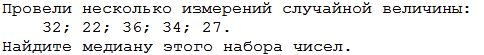 Провели несколько измерений случайной величины:
32; 22; 36; 34; 27.
Найдите медиану этого набора чисел.